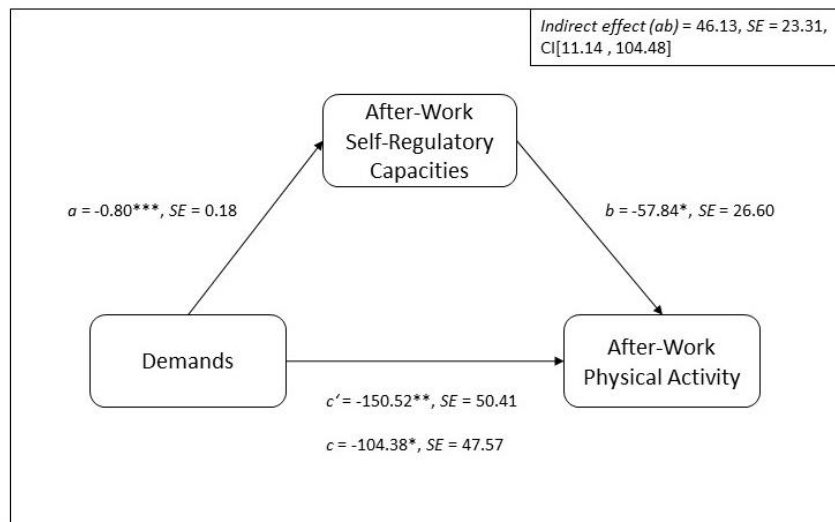 Indirect effect (ab) = 46.13, SE = 23.31,
CI[11.14 , 104.48]
After-Work
Self-Regulatory
Capacities
a = -0.80***, SE = 0.18
b = -57.84*, SE = 26.60
Demands
After-Work
Physical Activity
c‘ = -150.52**, SE = 50.41
c = -104.38*, SE = 47.57